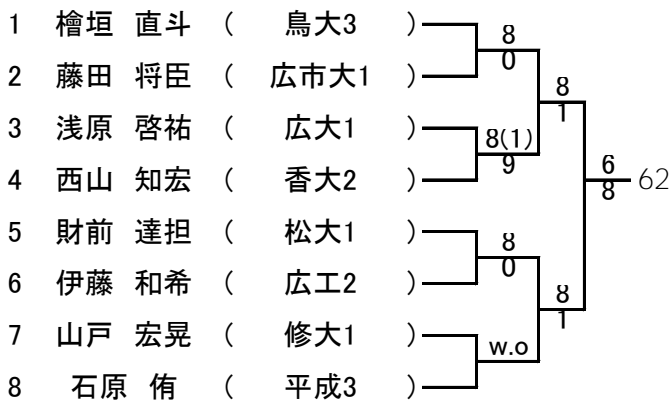 1 檜垣 直斗 ( 鳥大3 )
8
0
2 藤田 将臣 ( 広市大1 )
8
1
3 浅原 啓祐 ( 広大1 )
8(1)
9
4 西山 知宏 ( 香大2 )
6
8
62
5 財前 達担 ( 松大1 )
8
0
6 伊藤 和希 ( 広工2 )
8
1
7 山戸 宏晃 ( 修大1 )
w.o
8 石原 侑 ( 平成3 )